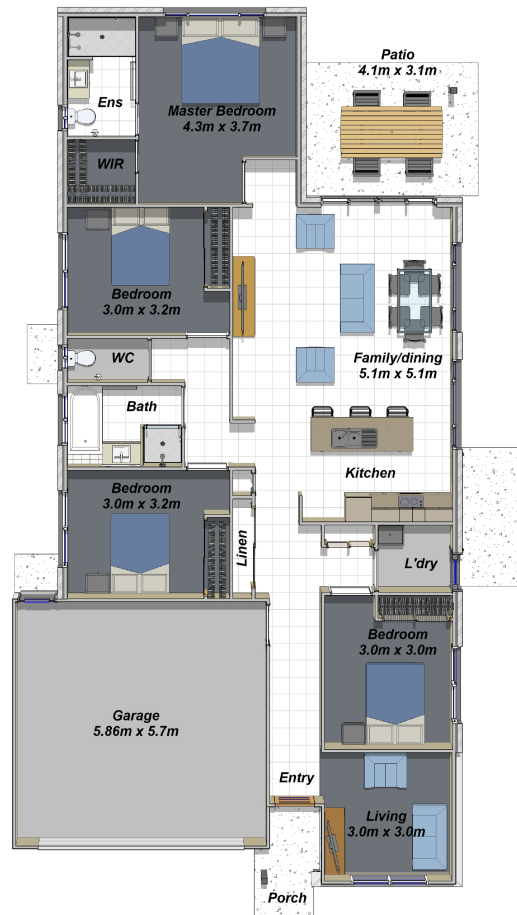 Patio
4.1m x 3.1m
Ens
Master Bedroom
4.3m x 3.7m
WIR
Bedroom
3.0m x 3.2m
WC
Family/dining
5.1m x 5.1m
Bath
Kitchen
Bedroom
3.0m x 3.2m
Linen
L'dry
Bedroom
3.0m x 3.0m
Garage
5.86m x 5.7m
Entry
Living
3.0m x 3.0m
Porch